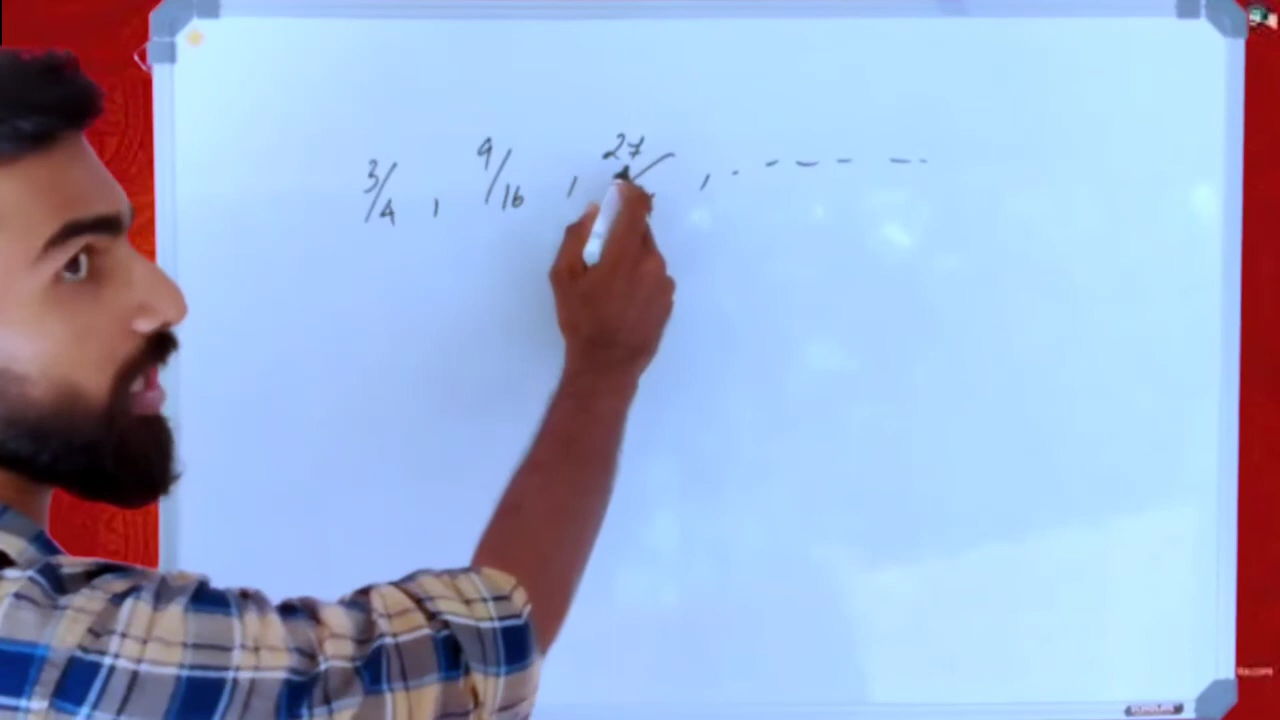 3/4 , 9/16 , 27/ , . - - - - -